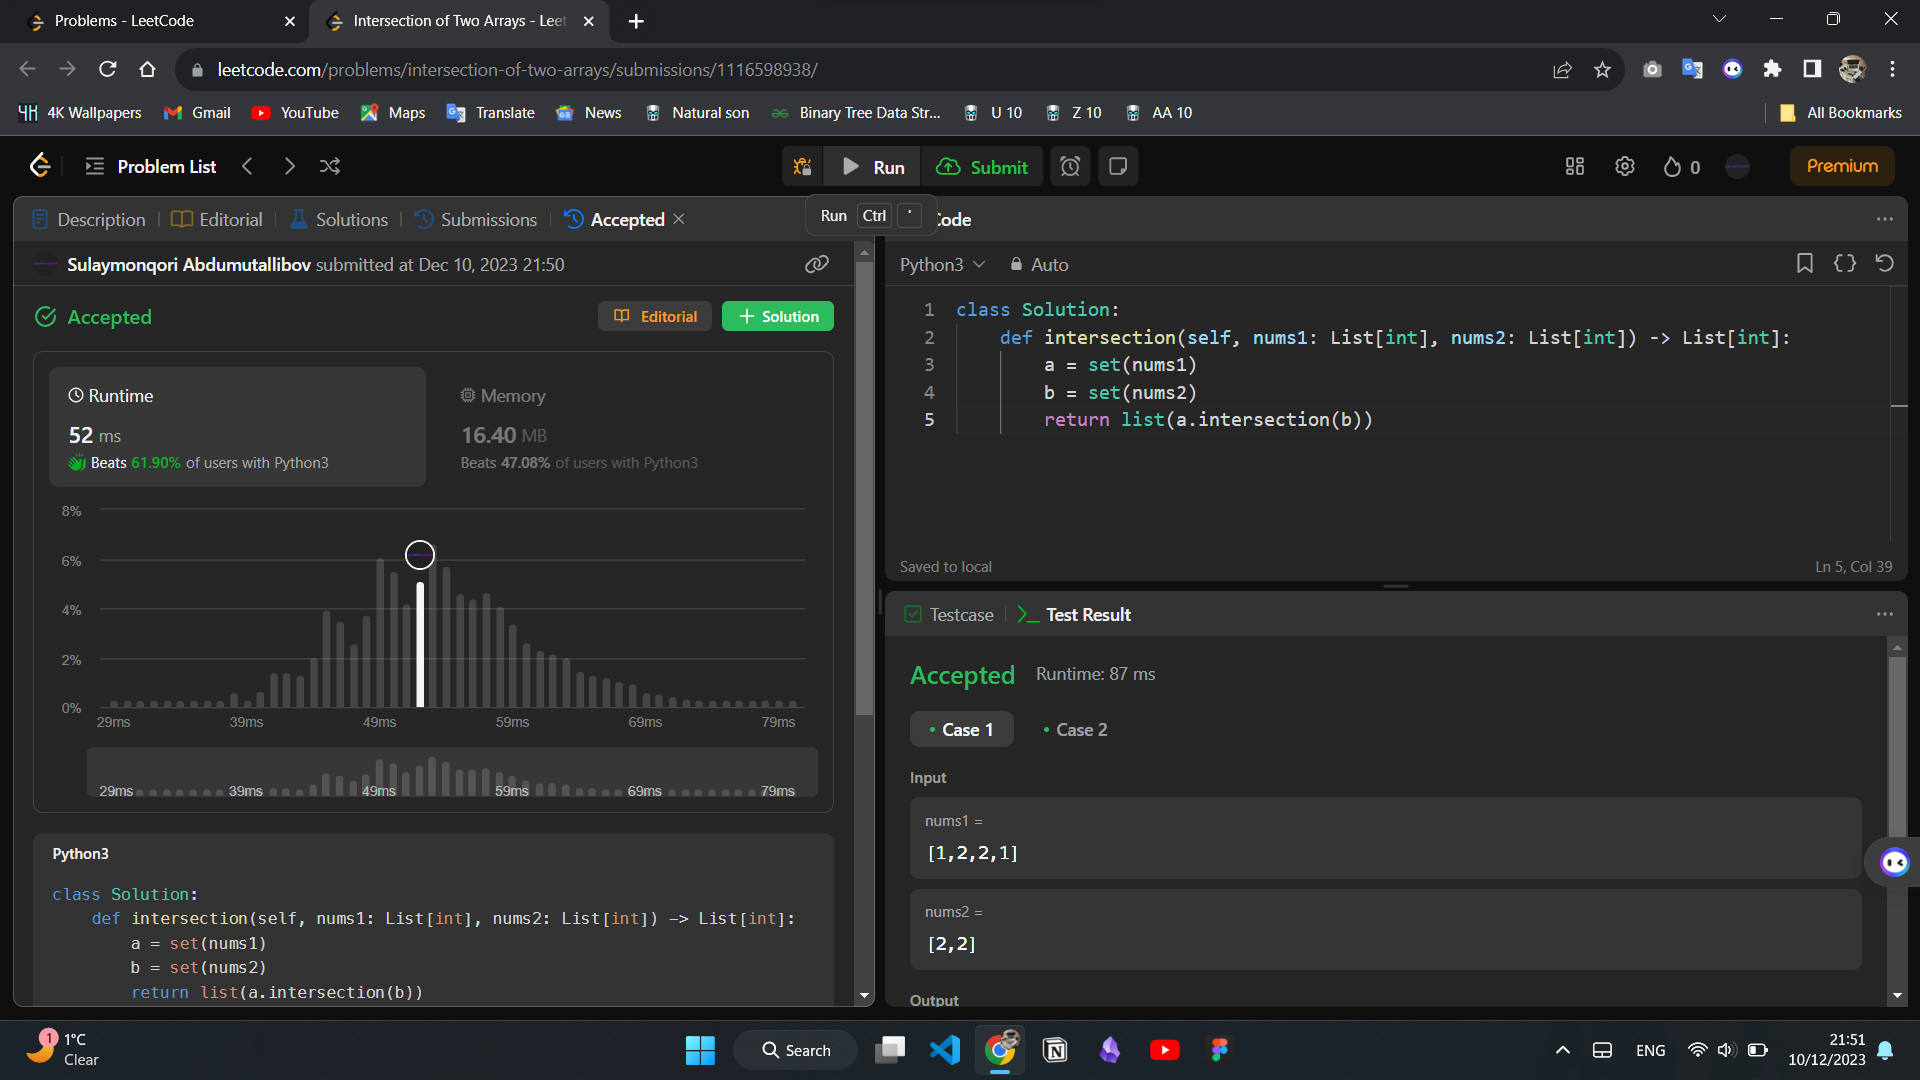 Problems - LeetCode
Intersection of Two Arrays - Leet
leetcode.com/problems/intersection-of-two-arrays/submissions/1116598938/
4K Wallpapers
Gmail
YouTube
Maps
Translate
News
Natural son
Binary Tree Data Str...
U 10
Z 10
AA 10
All Bookmarks
Problem List
Run
Submit
0
Premium
Description
Editorial
Solutions
Submissions
Accepted
Run Ctrl '
Code
Sulaymonqori Abdumutallibov submitted at Dec 10, 2023 21:50
Accepted
Editorial
Solution
Runtime
52 ms
Beats 61.90% of users with Python3
Memory
16.40 MB
Beats 47.08% of users with Python3
8%
6%
4%
2%
0%
29ms 39ms 49ms 59ms 69ms 79ms
29ms 39ms 49ms 59ms 69ms 79ms
Python3
class Solution:
def intersection(self, nums1: List[int], nums2: List[int]) -> List[int]:
a = set(nums1)
b = set(nums2)
return list(a.intersection(b))
Python3
Auto
1 class Solution:
2 def intersection(self, nums1: List[int], nums2: List[int]) -> List[int]:
3 a = set(nums1)
4 b = set(nums2)
5 return list(a.intersection(b))
Saved to local
Ln 5, Col 39
Testcase
Test Result
Accepted Runtime: 87 ms
Case 1
Case 2
Input
nums1 =
[1,2,2,1]
nums2 =
[2,2]
Output
1
1°C
Clear
Search
ENG
21:51
10/12/2023